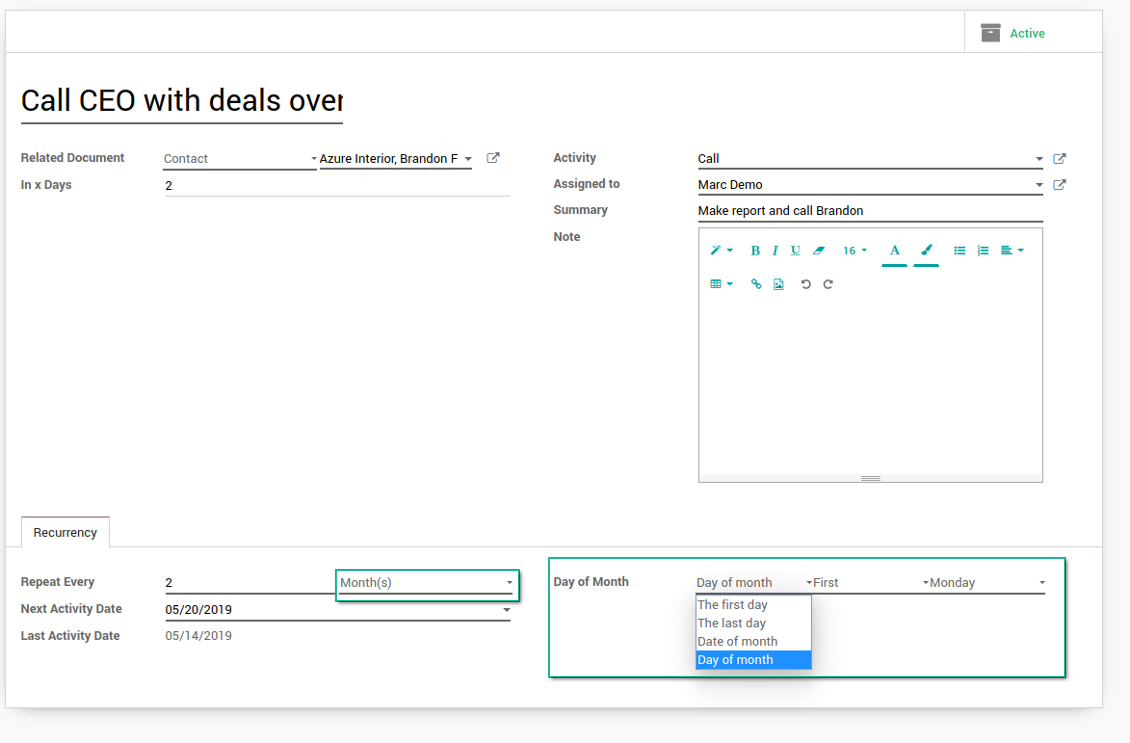 Active
Call CEO with deals over
Related Document Contact Azure Interior, Brandon F
In x Days 2
Activity Call
Assigned to Marc Demo
Summary Make report and call Brandon
Note
B I U 16 A
Recurrency
Repeat Every 2 Month(s)
Next Activity Date 05/20/2019
Last Activity Date 05/14/2019
Day of Month Day of month First Monday
The first day
The last day
Date of month
Day of month